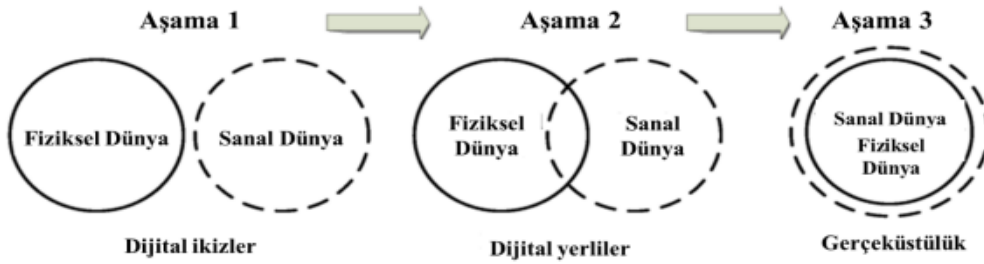 Aşama 1
Aşama 2
Aşama 3
Fiziksel Dünya
Sanal Dünya
Fiziksel
Dünya
Sanal
Dünya
Sanal Dünya
Fiziksel
Dünya
Dijital ikizler
Dijital yerliler
Gerçeküstülük